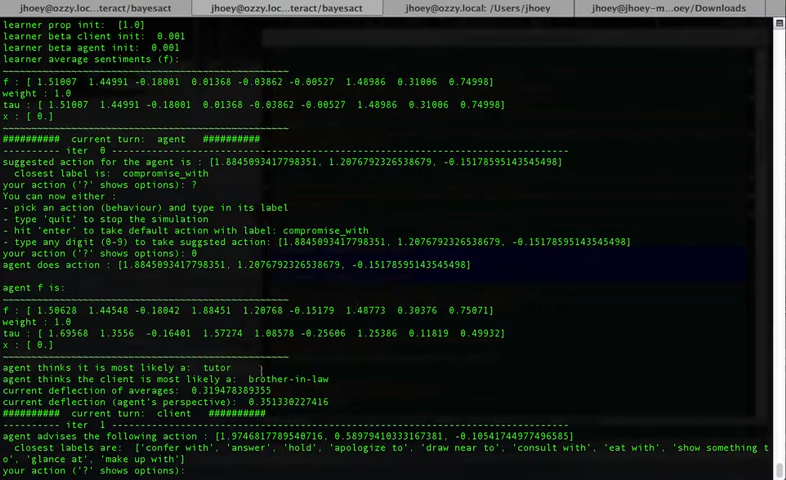 jhoey@ozzy.loc...teract/bayesact
jhoey@ozzy.loc...teract/bayesact
jhoey@ozzy.local: /Users/jhoey
jhoey@jhoey-m...oey/Downloads
learner prop init:  [1.0]
learner beta client init:  0.001
learner beta agent init:  0.001
learner average sentiments (f):
~~~~~~~~~~~~~~~~~~~~~~~~~~~~~~~~~~~~~~~~~~~~~~~~
f : [ 1.51007  1.44991 -0.18001  0.01368 -0.03862 -0.00527  1.48986  0.31006  0.74998]
weight : 1.0
tau : [ 1.51007  1.44991 -0.18001  0.01368 -0.03862 -0.00527  1.48986  0.31006  0.74998]
x : [ 0.]
~~~~~~~~~~~~~~~~~~~~~~~~~~~~~~~~~~~~~~~~~~~~~~~~
##########  current turn:  agent   ##########
---------- iter  0 --------------------------------------------------------------------------------
suggested action for the agent is : [1.8845093417798351, 1.2076792326538679, -0.15178595143545498]
  closest label is:  compromise_with
your action ('?' shows options): ?
You can now either :
- pick an action (behaviour) and type in its label
- type 'quit' to stop the simulation
- hit 'enter' to take default action with label: compromise_with
- type any digit (0-9) to take suggsted action: [1.8845093417798351, 1.2076792326538679, -0.15178595143545498]
your action ('?' shows options): 0
agent does action : [1.8845093417798351, 1.2076792326538679, -0.15178595143545498]
agent f is:
~~~~~~~~~~~~~~~~~~~~~~~~~~~~~~~~~~~~~~~~~~~~~~~~
f : [ 1.50628  1.44548 -0.18042  1.88451  1.20768 -0.15179  1.48773  0.30376  0.75071]
weight : 1.0
tau : [ 1.69568  1.3556  -0.16401  1.57274  1.08578 -0.25606  1.25386  0.11819  0.49932]
x : [ 0.]
~~~~~~~~~~~~~~~~~~~~~~~~~~~~~~~~~~~~~~~~~~~~~~~~
agent thinks it is most likely a:  tutor
agent thinks the client is most likely a:  brother-in-law
current deflection of averages:  0.319478389355
current deflection (agent's perspective):  0.351330227416
##########  current turn:  client   ##########
---------- iter  1 --------------------------------------------------------------------------------
agent advises the following action : [1.9746817789540716, 0.58979410333167381, -0.10541744977496585]
  closest labels are:  ['confer with', 'answer', 'hold', 'apologize to', 'draw near to', 'consult with', 'eat with', 'show something t
o', 'glance at', 'make up with']
your action ('?' shows options):